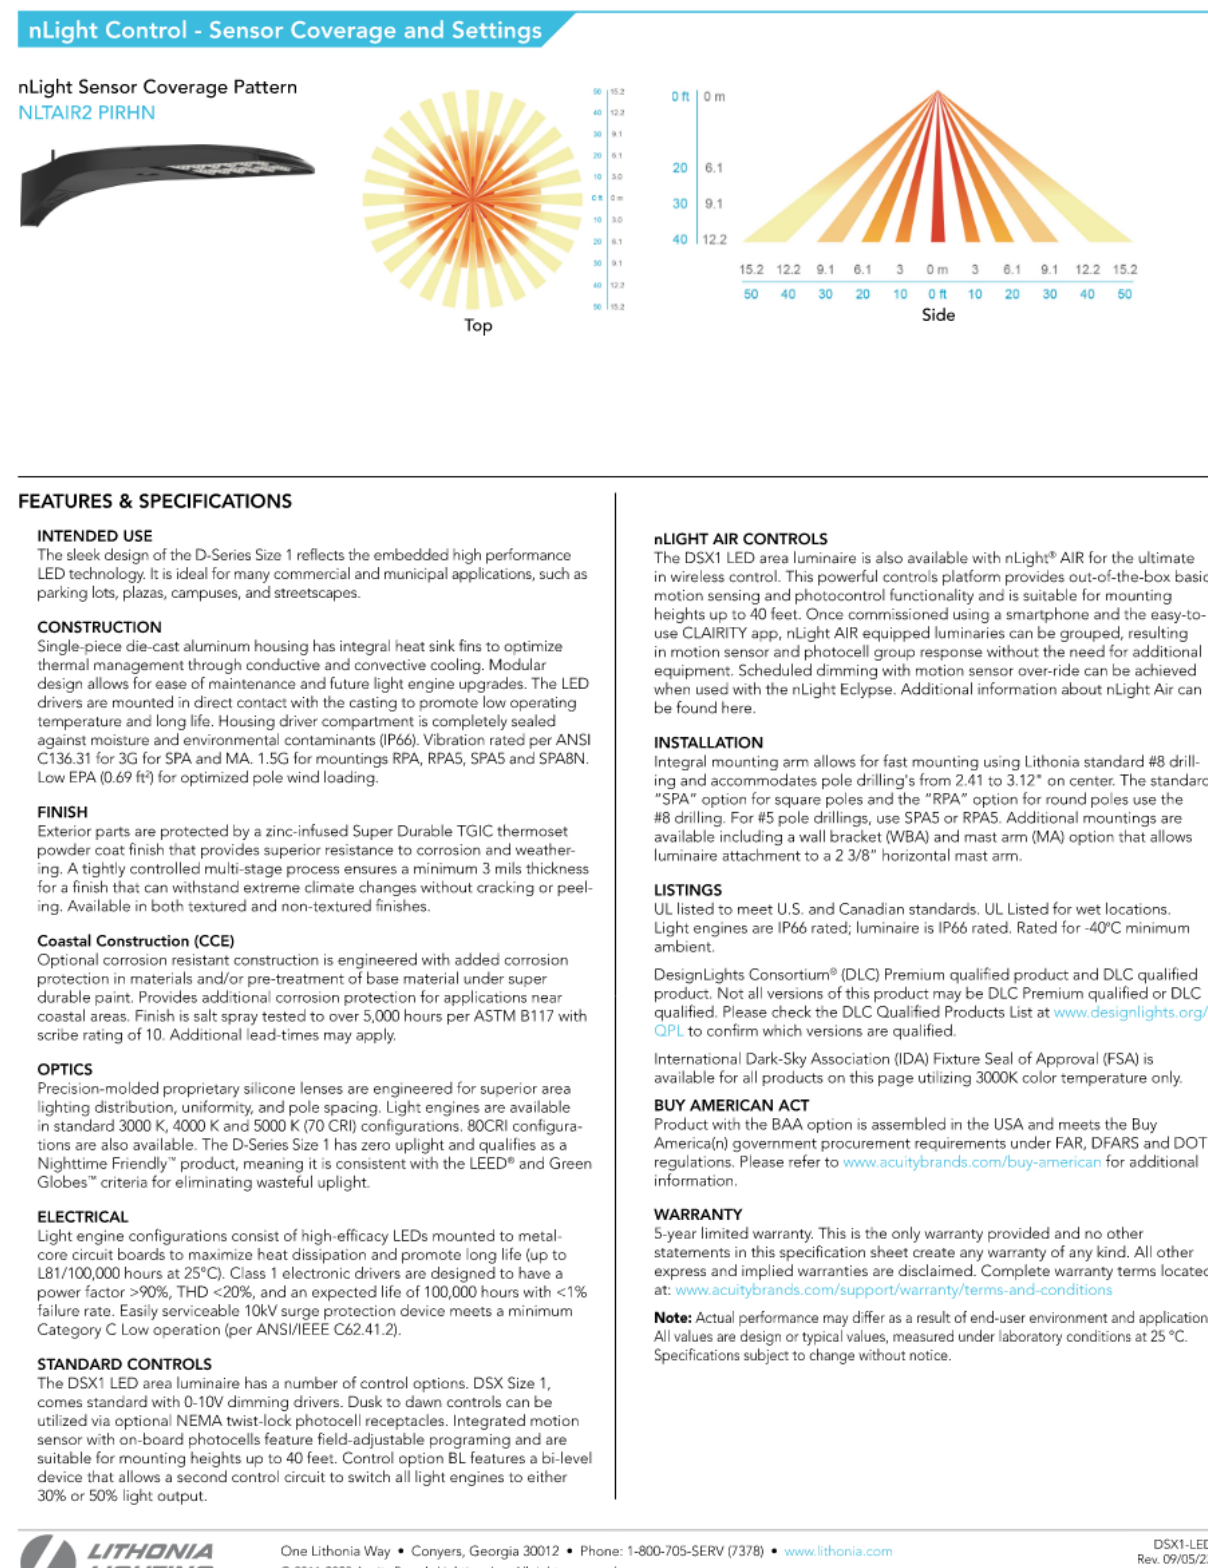 nLight Control - Sensor Coverage and Settings
nLight Sensor Coverage Pattern
NLTAIR2 PIRHN
50 15.2
40 12.2
30 9.1
20 6.1
10 3.0
0 ft 0 m
10 3.0
20 6.1
30 9.1
40 12.2
50 15.2
Top
0 ft 0 m
20 6.1
30 9.1
40 12.2
15.2 12.2 9.1 6.1 3 0 m 3 6.1 9.1 12.2 15.2
50 40 30 20 10 0 ft 10 20 30 40 50
Side
FEATURES & SPECIFICATIONS
INTENDED USE
The sleek design of the D-Series Size 1 reflects the embedded high performance
LED technology. It is ideal for many commercial and municipal applications, such as
parking lots, plazas, campuses, and streetscapes.
CONSTRUCTION
Single-piece die-cast aluminum housing has integral heat sink fins to optimize
thermal management through conductive and convective cooling. Modular
design allows for ease of maintenance and future light engine upgrades. The LED
drivers are mounted in direct contact with the casting to promote low operating
temperature and long life. Housing driver compartment is completely sealed
against moisture and environmental contaminants (IP66). Vibration rated per ANSI
C136.31 for 3G for SPA and MA. 1.5G for mountings RPA, RPA5, SPA5 and SPA8N.
Low EPA (0.69 ft²) for optimized pole wind loading.
FINISH
Exterior parts are protected by a zinc-infused Super Durable TGIC thermoset
powder coat finish that provides superior resistance to corrosion and weather-
ing. A tightly controlled multi-stage process ensures a minimum 3 mils thickness
for a finish that can withstand extreme climate changes without cracking or peel-
ing. Available in both textured and non-textured finishes.
Coastal Construction (CCE)
Optional corrosion resistant construction is engineered with added corrosion
protection in materials and/or pre-treatment of base material under super
durable paint. Provides additional corrosion protection for applications near
coastal areas. Finish is salt spray tested to over 5,000 hours per ASTM B117 with
scribe rating of 10. Additional lead-times may apply.
OPTICS
Precision-molded proprietary silicone lenses are engineered for superior area
lighting distribution, uniformity, and pole spacing. Light engines are available
in standard 3000 K, 4000 K and 5000 K (70 CRI) configurations. 80CRI configura-
tions are also available. The D-Series Size 1 has zero uplight and qualifies as a
Nighttime Friendly™ product, meaning it is consistent with the LEED® and Green
Globes™ criteria for eliminating wasteful uplight.
ELECTRICAL
Light engine configurations consist of high-efficacy LEDs mounted to metal-
core circuit boards to maximize heat dissipation and promote long life (up to
L81/100,000 hours at 25°C). Class 1 electronic drivers are designed to have a
power factor >90%, THD <20%, and an expected life of 100,000 hours with <1%
failure rate. Easily serviceable 10kV surge protection device meets a minimum
Category C Low operation (per ANSI/IEEE C62.41.2).
STANDARD CONTROLS
The DSX1 LED area luminaire has a number of control options. DSX Size 1,
comes standard with 0-10V dimming drivers. Dusk to dawn controls can be
utilized via optional NEMA twist-lock photocell receptacles. Integrated motion
sensor with on-board photocells feature field-adjustable programing and are
suitable for mounting heights up to 40 feet. Control option BL features a bi-level
device that allows a second control circuit to switch all light engines to either
30% or 50% light output.
nLIGHT AIR CONTROLS
The DSX1 LED area luminaire is also available with nLight® AIR for the ultimate
in wireless control. This powerful controls platform provides out-of-the-box basic
motion sensing and photocontrol functionality and is suitable for mounting
heights up to 40 feet. Once commissioned using a smartphone and the easy-to-
use CLAIRITY app, nLight AIR equipped luminaries can be grouped, resulting
in motion sensor and photocell group response without the need for additional
equipment. Scheduled dimming with motion sensor over-ride can be achieved
when used with the nLight Eclypse. Additional information about nLight Air can
be found here.
INSTALLATION
Integral mounting arm allows for fast mounting using Lithonia standard #8 drill-
ing and accommodates pole drilling's from 2.41 to 3.12" on center. The standard
"SPA" option for square poles and the "RPA" option for round poles use the
#8 drilling. For #5 pole drillings, use SPA5 or RPA5. Additional mountings are
available including a wall bracket (WBA) and mast arm (MA) option that allows
luminaire attachment to a 2 3/8" horizontal mast arm.
LISTINGS
UL listed to meet U.S. and Canadian standards. UL Listed for wet locations.
Light engines are IP66 rated; luminaire is IP66 rated. Rated for -40°C minimum
ambient.
DesignLights Consortium® (DLC) Premium qualified product and DLC qualified
product. Not all versions of this product may be DLC Premium qualified or DLC
qualified. Please check the DLC Qualified Products List at www.designlights.org/
QPL to confirm which versions are qualified.
International Dark-Sky Association (IDA) Fixture Seal of Approval (FSA) is
available for all products on this page utilizing 3000K color temperature only.
BUY AMERICAN ACT
Product with the BAA option is assembled in the USA and meets the Buy
America(n) government procurement requirements under FAR, DFARS and DOT
regulations. Please refer to www.acuitybrands.com/buy-american for additional
information.
WARRANTY
5-year limited warranty. This is the only warranty provided and no other
statements in this specification sheet create any warranty of any kind. All other
express and implied warranties are disclaimed. Complete warranty terms located
at: www.acuitybrands.com/support/warranty/terms-and-conditions
Note: Actual performance may differ as a result of end-user environment and application.
All values are design or typical values, measured under laboratory conditions at 25 °C.
Specifications subject to change without notice.
LITHONIA
One Lithonia Way • Conyers, Georgia 30012 • Phone: 1-800-705-SERV (7378) • www.lithonia.com
DSX1-LED
Rev. 09/05/2